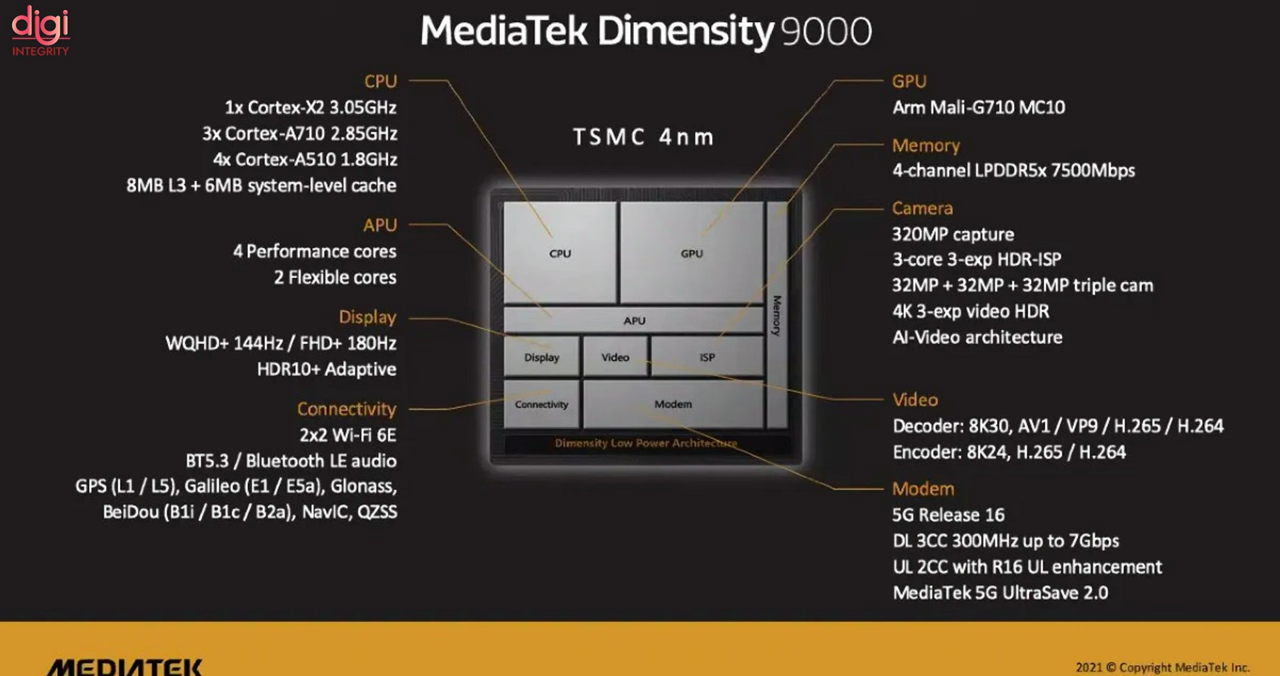 digi
INTEGRITY
MediaTek Dimensity 9000
TSMC 4nm
CPU
1x Cortex-X2 3.05GHz
3x Cortex-A710 2.85GHz
4x Cortex-A510 1.8GHz
8MB L3 + 6MB system-level cache
APU
4 Performance cores
2 Flexible cores
Display
WQHD+ 144Hz / FHD+ 180Hz
HDR10+ Adaptive
Connectivity
2x2 Wi-Fi 6E
BT5.3 / Bluetooth LE audio
GPS (L1 / L5), Galileo (E1 / E5a), Glonass,
BeiDou (B1i / B1c / B2a), NavIC, QZSS
CPU
GPU
Memory
APU
Display
Video
ISP
Connectivity
Modem
Dimensity Low Power Architecture
GPU
Arm Mali-G710 MC10
Memory
4-channel LPDDR5x 7500Mbps
Camera
320MP capture
3-core 3-exp HDR-ISP
32MP + 32MP + 32MP triple cam
4K 3-exp video HDR
AI-Video architecture
Video
Decoder: 8K30, AV1 / VP9 / H.265 / H.264
Encoder: 8K24, H.265 / H.264
Modem
5G Release 16
DL 3CC 300MHz up to 7Gbps
UL 2CC with R16 UL enhancement
MediaTek 5G UltraSave 2.0
MEDIATEK
2021 © Copyright MediaTek Inc.